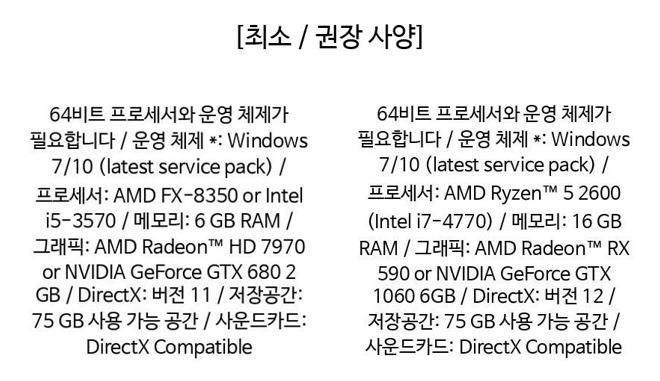 [최소 / 권장 사양]
64비트 프로세서와 운영 체제가
필요합니다 / 운영 체제 *: Windows
7/10 (latest service pack) /
프로세서: AMD FX-8350 or Intel
i5-3570 / 메모리: 6 GB RAM /
그래픽: AMD Radeon™ HD 7970
or NVIDIA GeForce GTX 680 2
GB / DirectX: 버전 11 / 저장공간:
75 GB 사용 가능 공간 / 사운드카드:
DirectX Compatible
64비트 프로세서와 운영 체제가
필요합니다 / 운영 체제 *: Windows
7/10 (latest service pack) /
프로세서: AMD Ryzen™ 5 2600
(Intel i7-4770) / 메모리: 16 GB
RAM / 그래픽: AMD Radeon™ RX
590 or NVIDIA GeForce GTX
1060 6GB / DirectX: 버전 12 /
저장공간: 75 GB 사용 가능 공간 /
사운드카드: DirectX Compatible